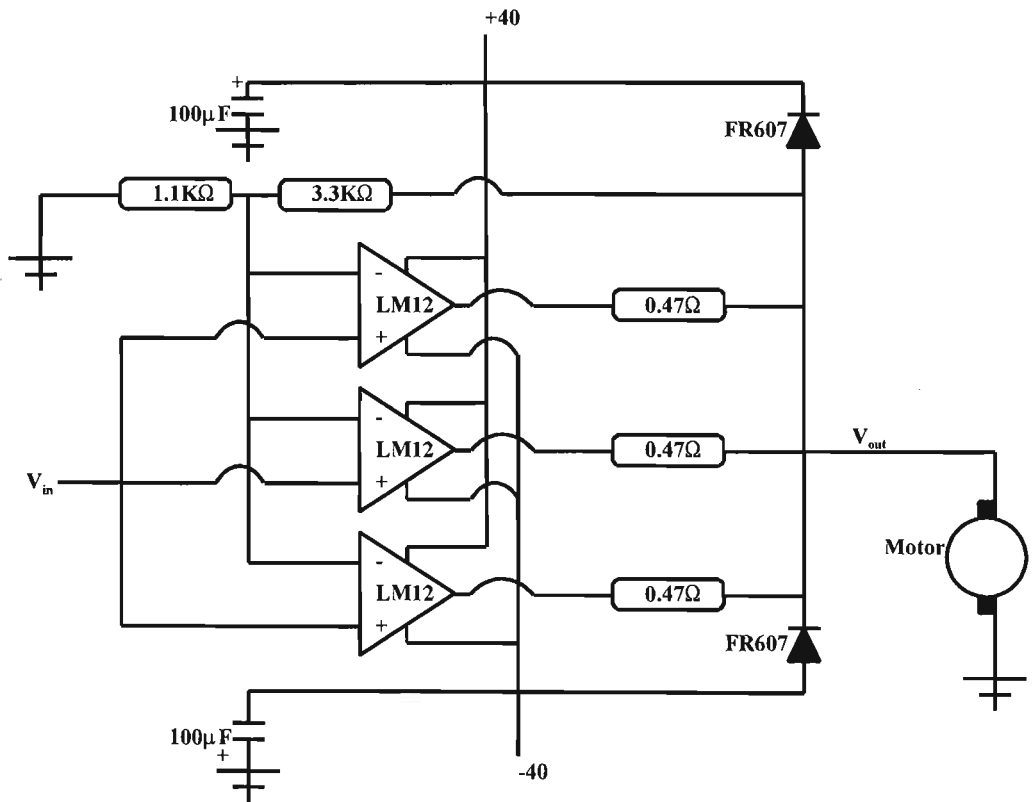 +40
+
100μF
FR607
1.1KΩ
3.3KΩ
-
LM12
+
0.47Ω
-
LM12
+
0.47Ω
Vout
Vin
Motor
-
LM12
+
0.47Ω
FR607
100μF
+
-40